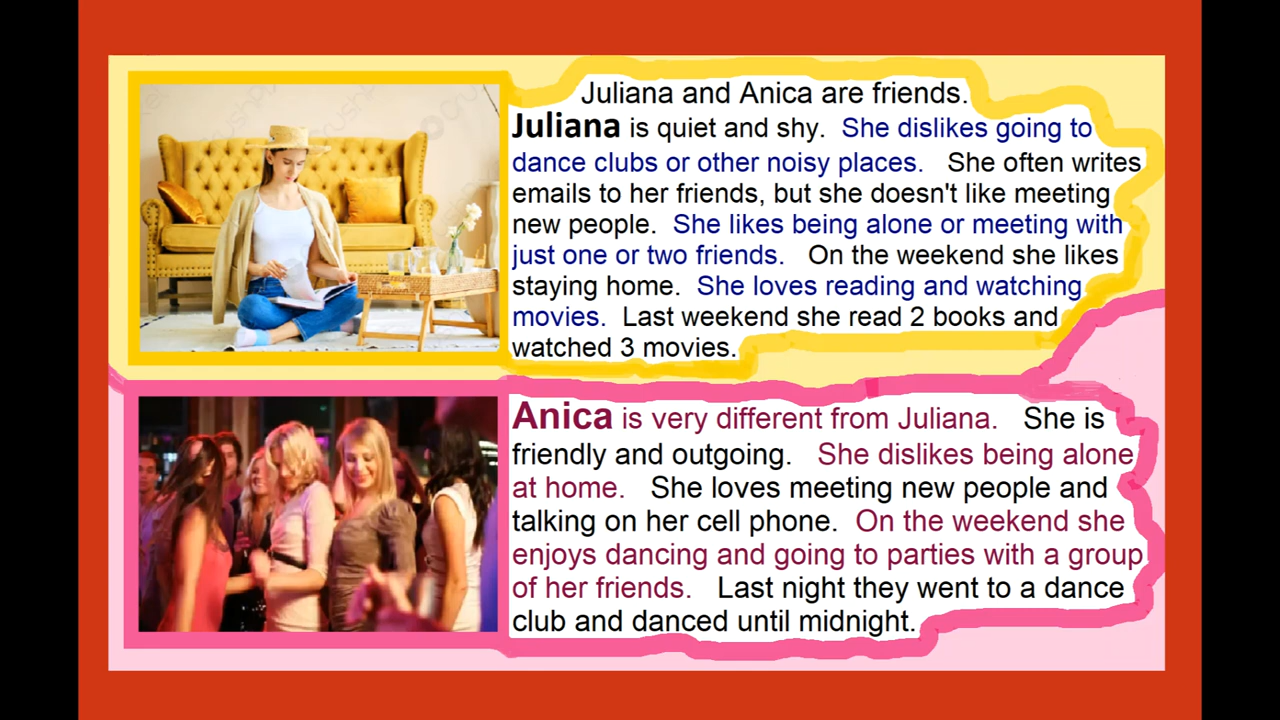 Juliana and Anica are friends.
Juliana is quiet and shy. She dislikes going to
dance clubs or other noisy places. She often writes
emails to her friends, but she doesn't like meeting
new people. She likes being alone or meeting with
just one or two friends. On the weekend she likes
staying home. She loves reading and watching
movies. Last weekend she read 2 books and
watched 3 movies.
Anica is very different from Juliana. She is
friendly and outgoing. She dislikes being alone
at home. She loves meeting new people and
talking on her cell phone. On the weekend she
enjoys dancing and going to parties with a group
of her friends. Last night they went to a dance
club and danced until midnight.